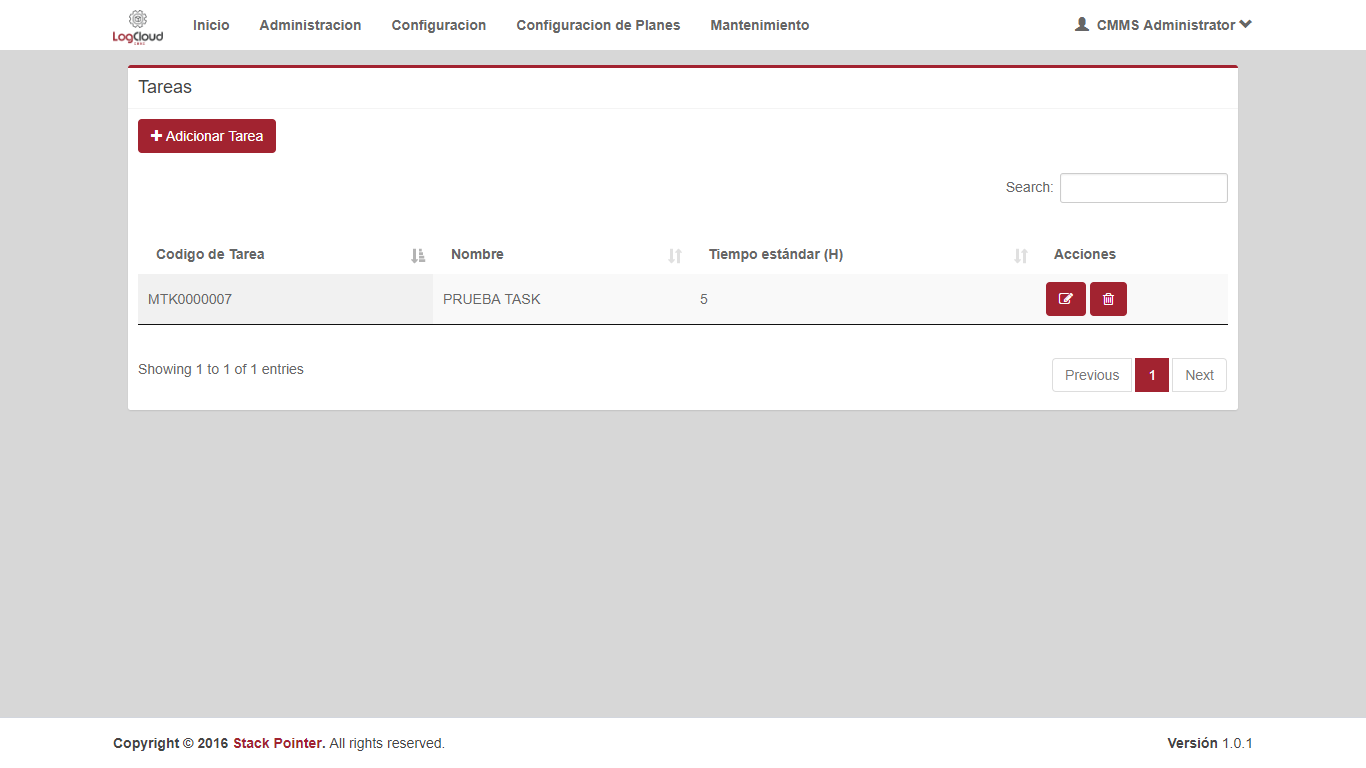 LogCloud
CMMS
Inicio Administracion Configuracion Configuracion de Planes Mantenimiento CMMS Administrator
Tareas
Adicionar Tarea
Search:
Codigo de Tarea Nombre Tiempo estándar (H) Acciones
MTK0000007 PRUEBA TASK 5
Showing 1 to 1 of 1 entries
Previous 1 Next
Copyright © 2016 Stack Pointer. All rights reserved. Versión 1.0.1